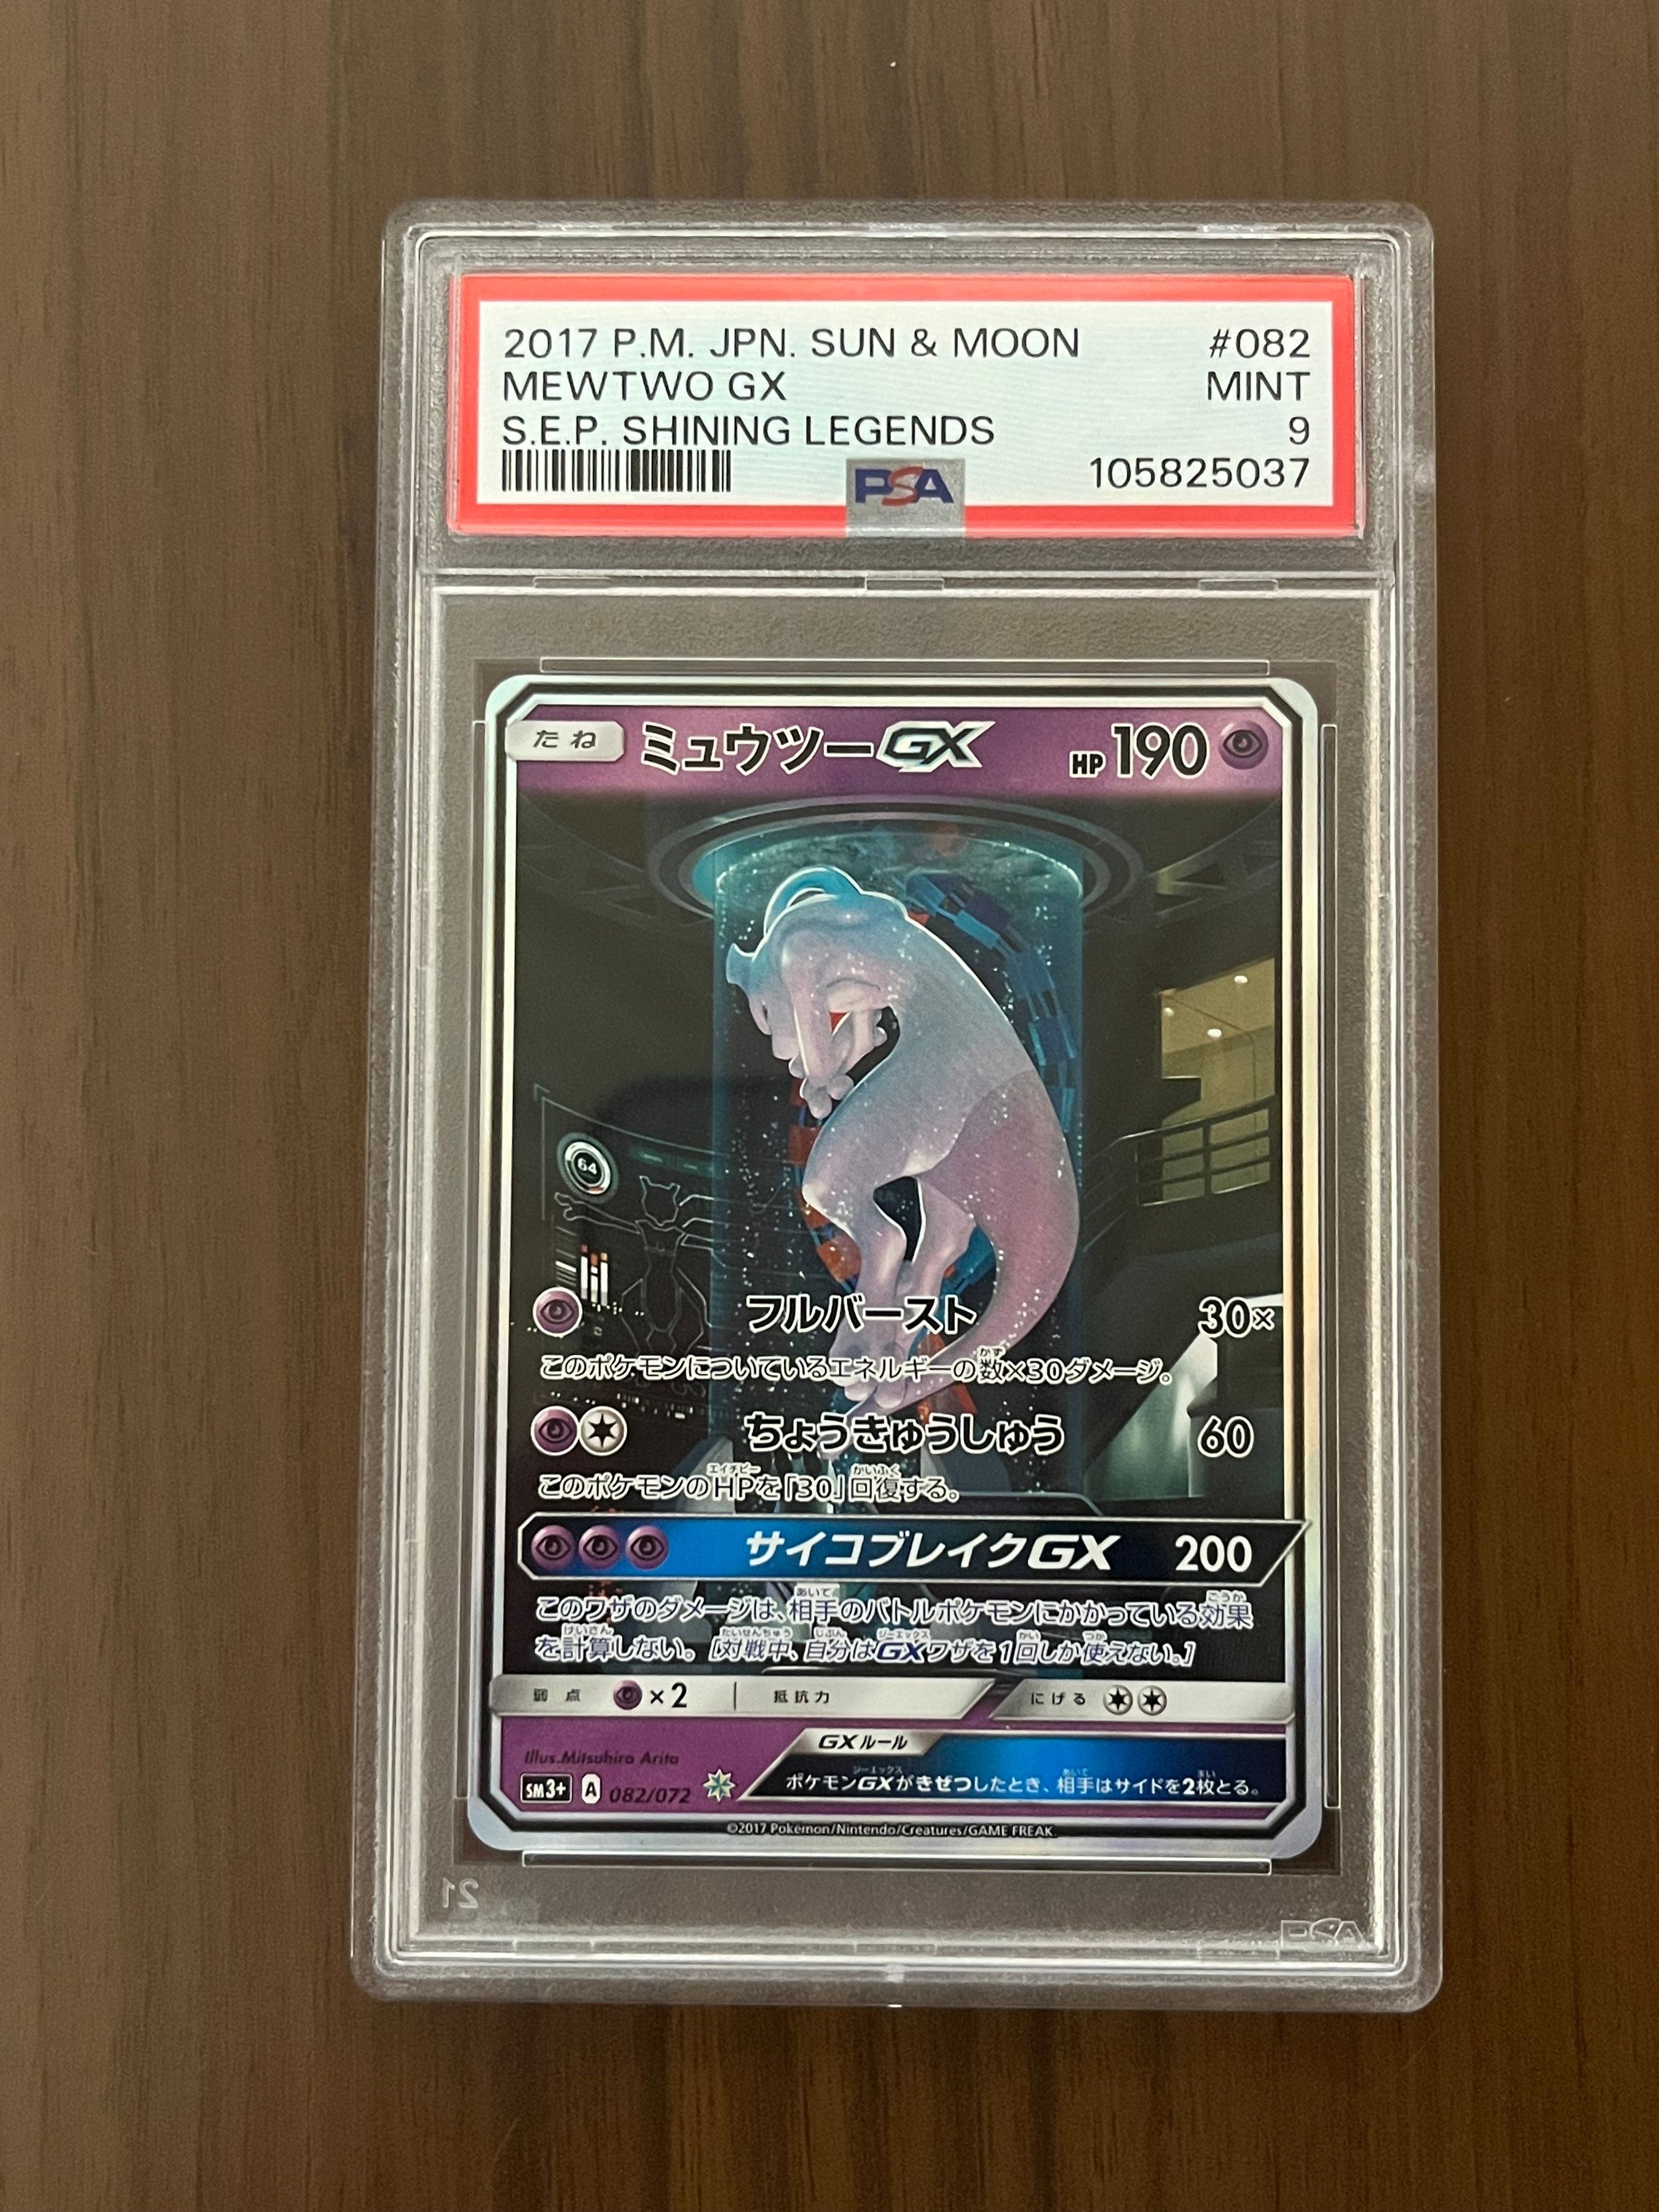 2017 P.M. JPN. SUN & MOON #082
MEWTWO GX MINT
S.E.P. SHINING LEGENDS 9
PSA 105825037
たね ミュウツーGX HP 190
64
フルバースト 30×
このポケモンについているエネルギーの数×30ダメージ。
ちょうきゅうしゅう 60
このポケモンのHPを「30」回復する。
サイコブレイクGX 200
このワザのダメージは、相手のバトルポケモンにかかっている効果
を計算しない。[対戦中、自分はGXワザを1回しか使えない。]
弱点 ×2 抵抗力 にげる
GXルール
Illus.Mitsuhiro Arita
ポケモンGXがきぜつしたとき、相手はサイドを2枚とる。
SM3+ A 082/072
©2017 Pokémon/Nintendo/Creatures/GAME FREAK.
21
PSA